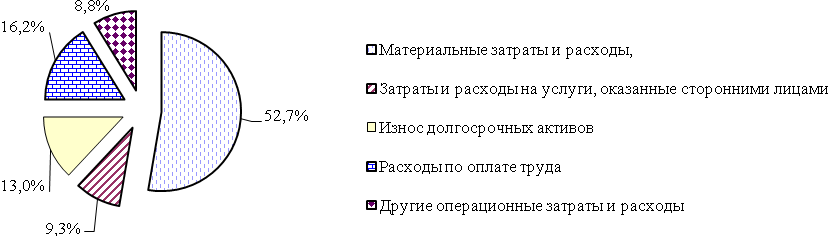 8,8%
16,2%
52,7%
13,0%
9,3%
Материальные затраты и расходы,
Затраты и расходы на услуги, оказанные сторонними лицами
Износ долгосрочных активов
Расходы по оплате труда
Другие операционные затраты и расходы